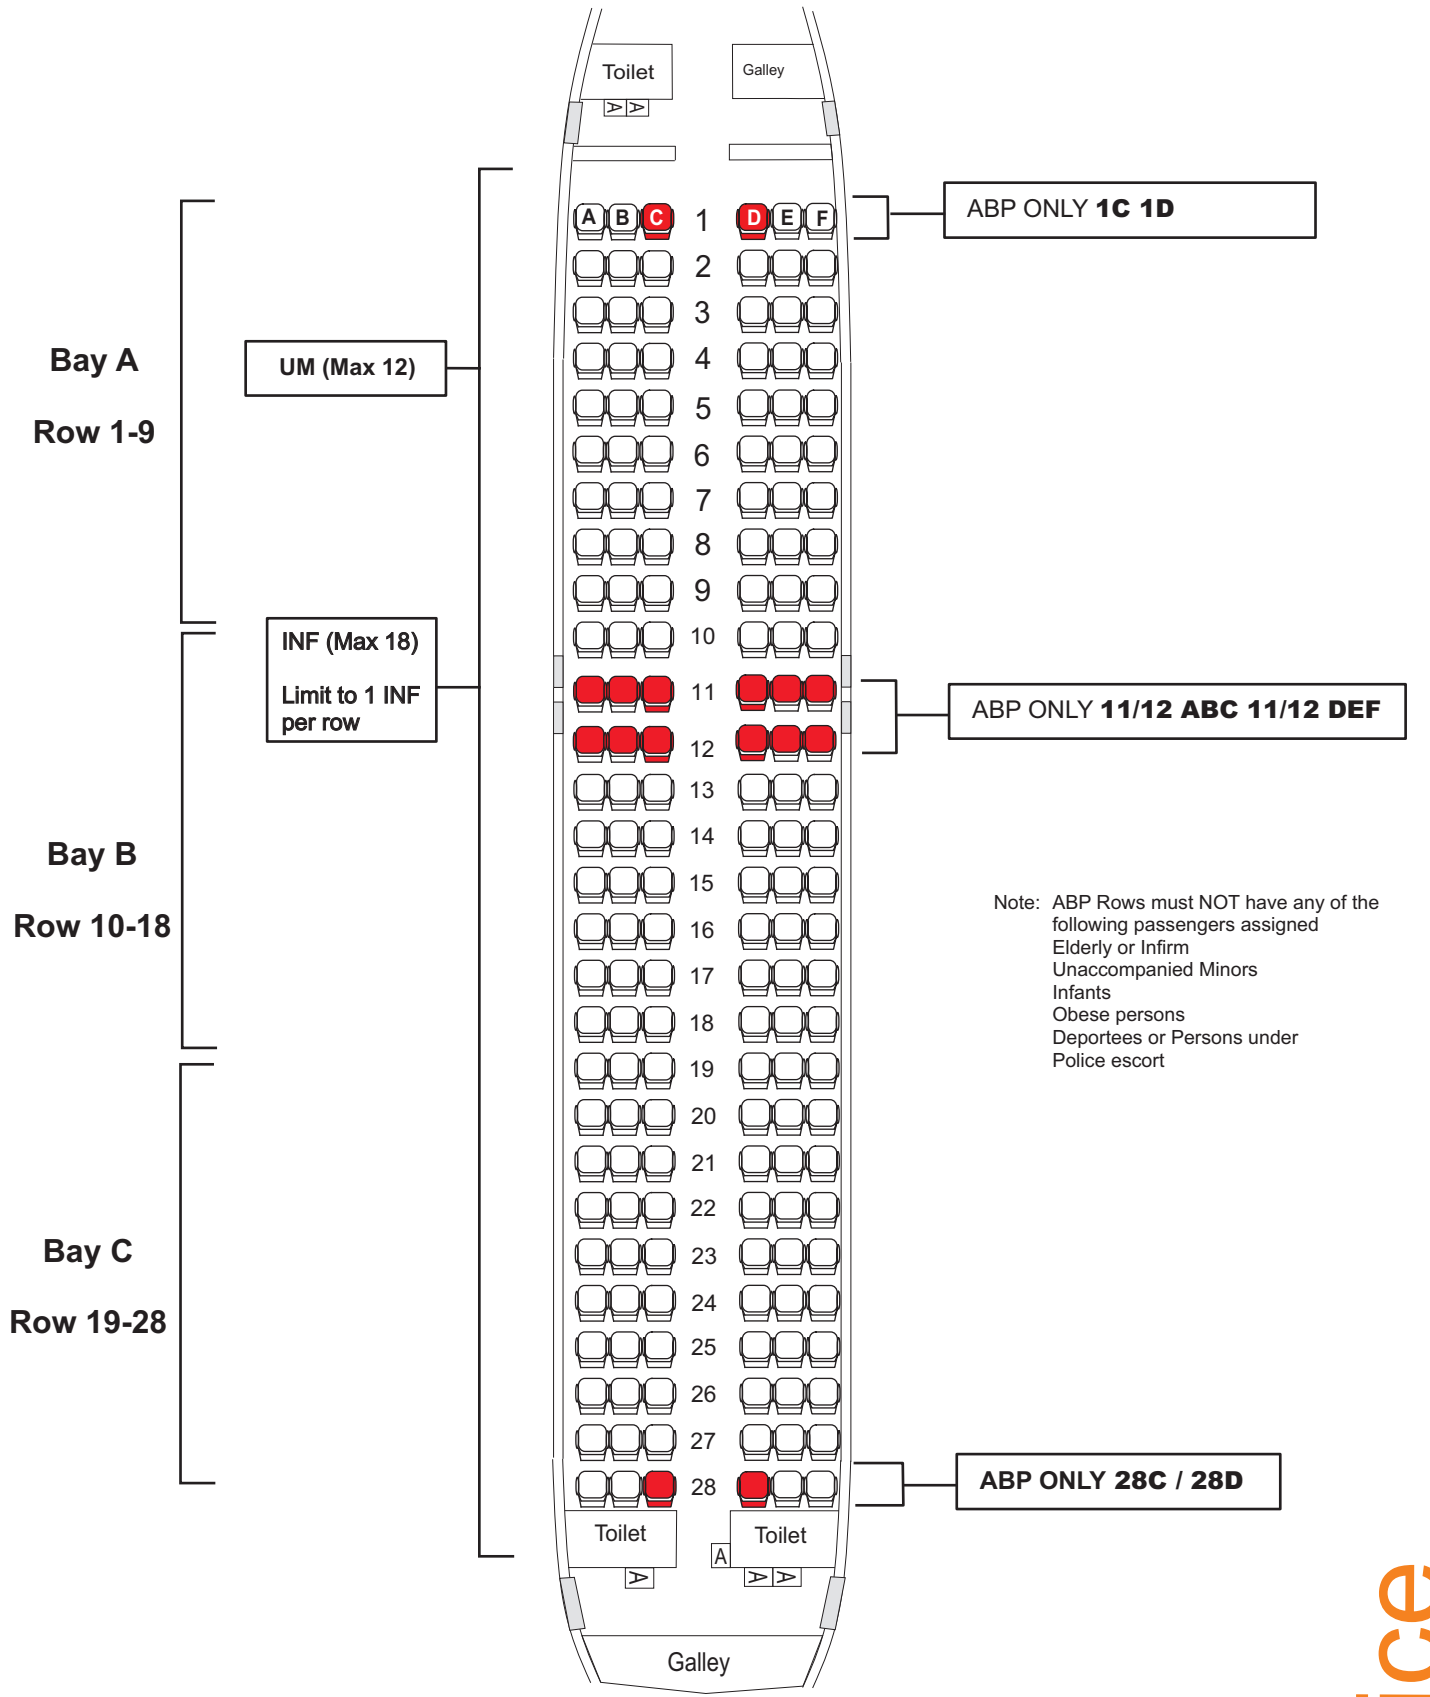 Toilet
Galley
A A
A B C 1 D E F
ABP ONLY 1C 1D
2
3
Bay A
Row 1-9
UM (Max 12)
4
5
6
7
8
9
INF (Max 18)
Limit to 1 INF
per row
10
11
ABP ONLY 11/12 ABC 11/12 DEF
12
13
Bay B
Row 10-18
14
15
16
17
18
Note: ABP Rows must NOT have any of the
following passengers assigned
Elderly or Infirm
Unaccompanied Minors
Infants
Obese persons
Deportees or Persons under
Police escort
19
20
21
22
Bay C
Row 19-28
23
24
25
26
27
28
ABP ONLY 28C / 28D
Toilet
Toilet
A
A
A A
Galley
ice